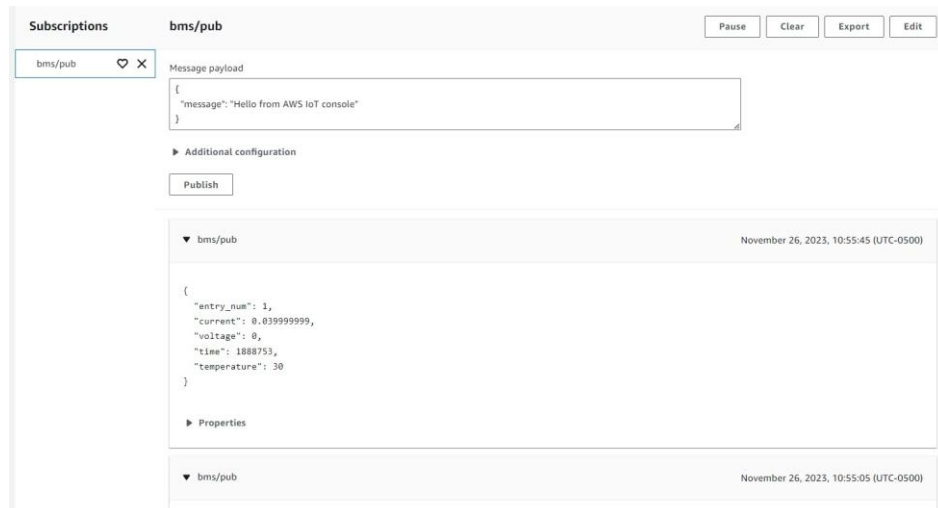 Subscriptions
bms/pub
Pause
Clear
Export
Edit
bms/pub
Message payload
{
"message": "Hello from AWS IoT console"
}
Additional configuration
Publish
bms/pub
November 26, 2023, 10:55:45 (UTC-0500)
{
"entry_num": 1,
"current": 0.039999999,
"voltage": 0,
"time": 1888753,
"temperature": 30
}
Properties
bms/pub
November 26, 2023, 10:55:05 (UTC-0500)